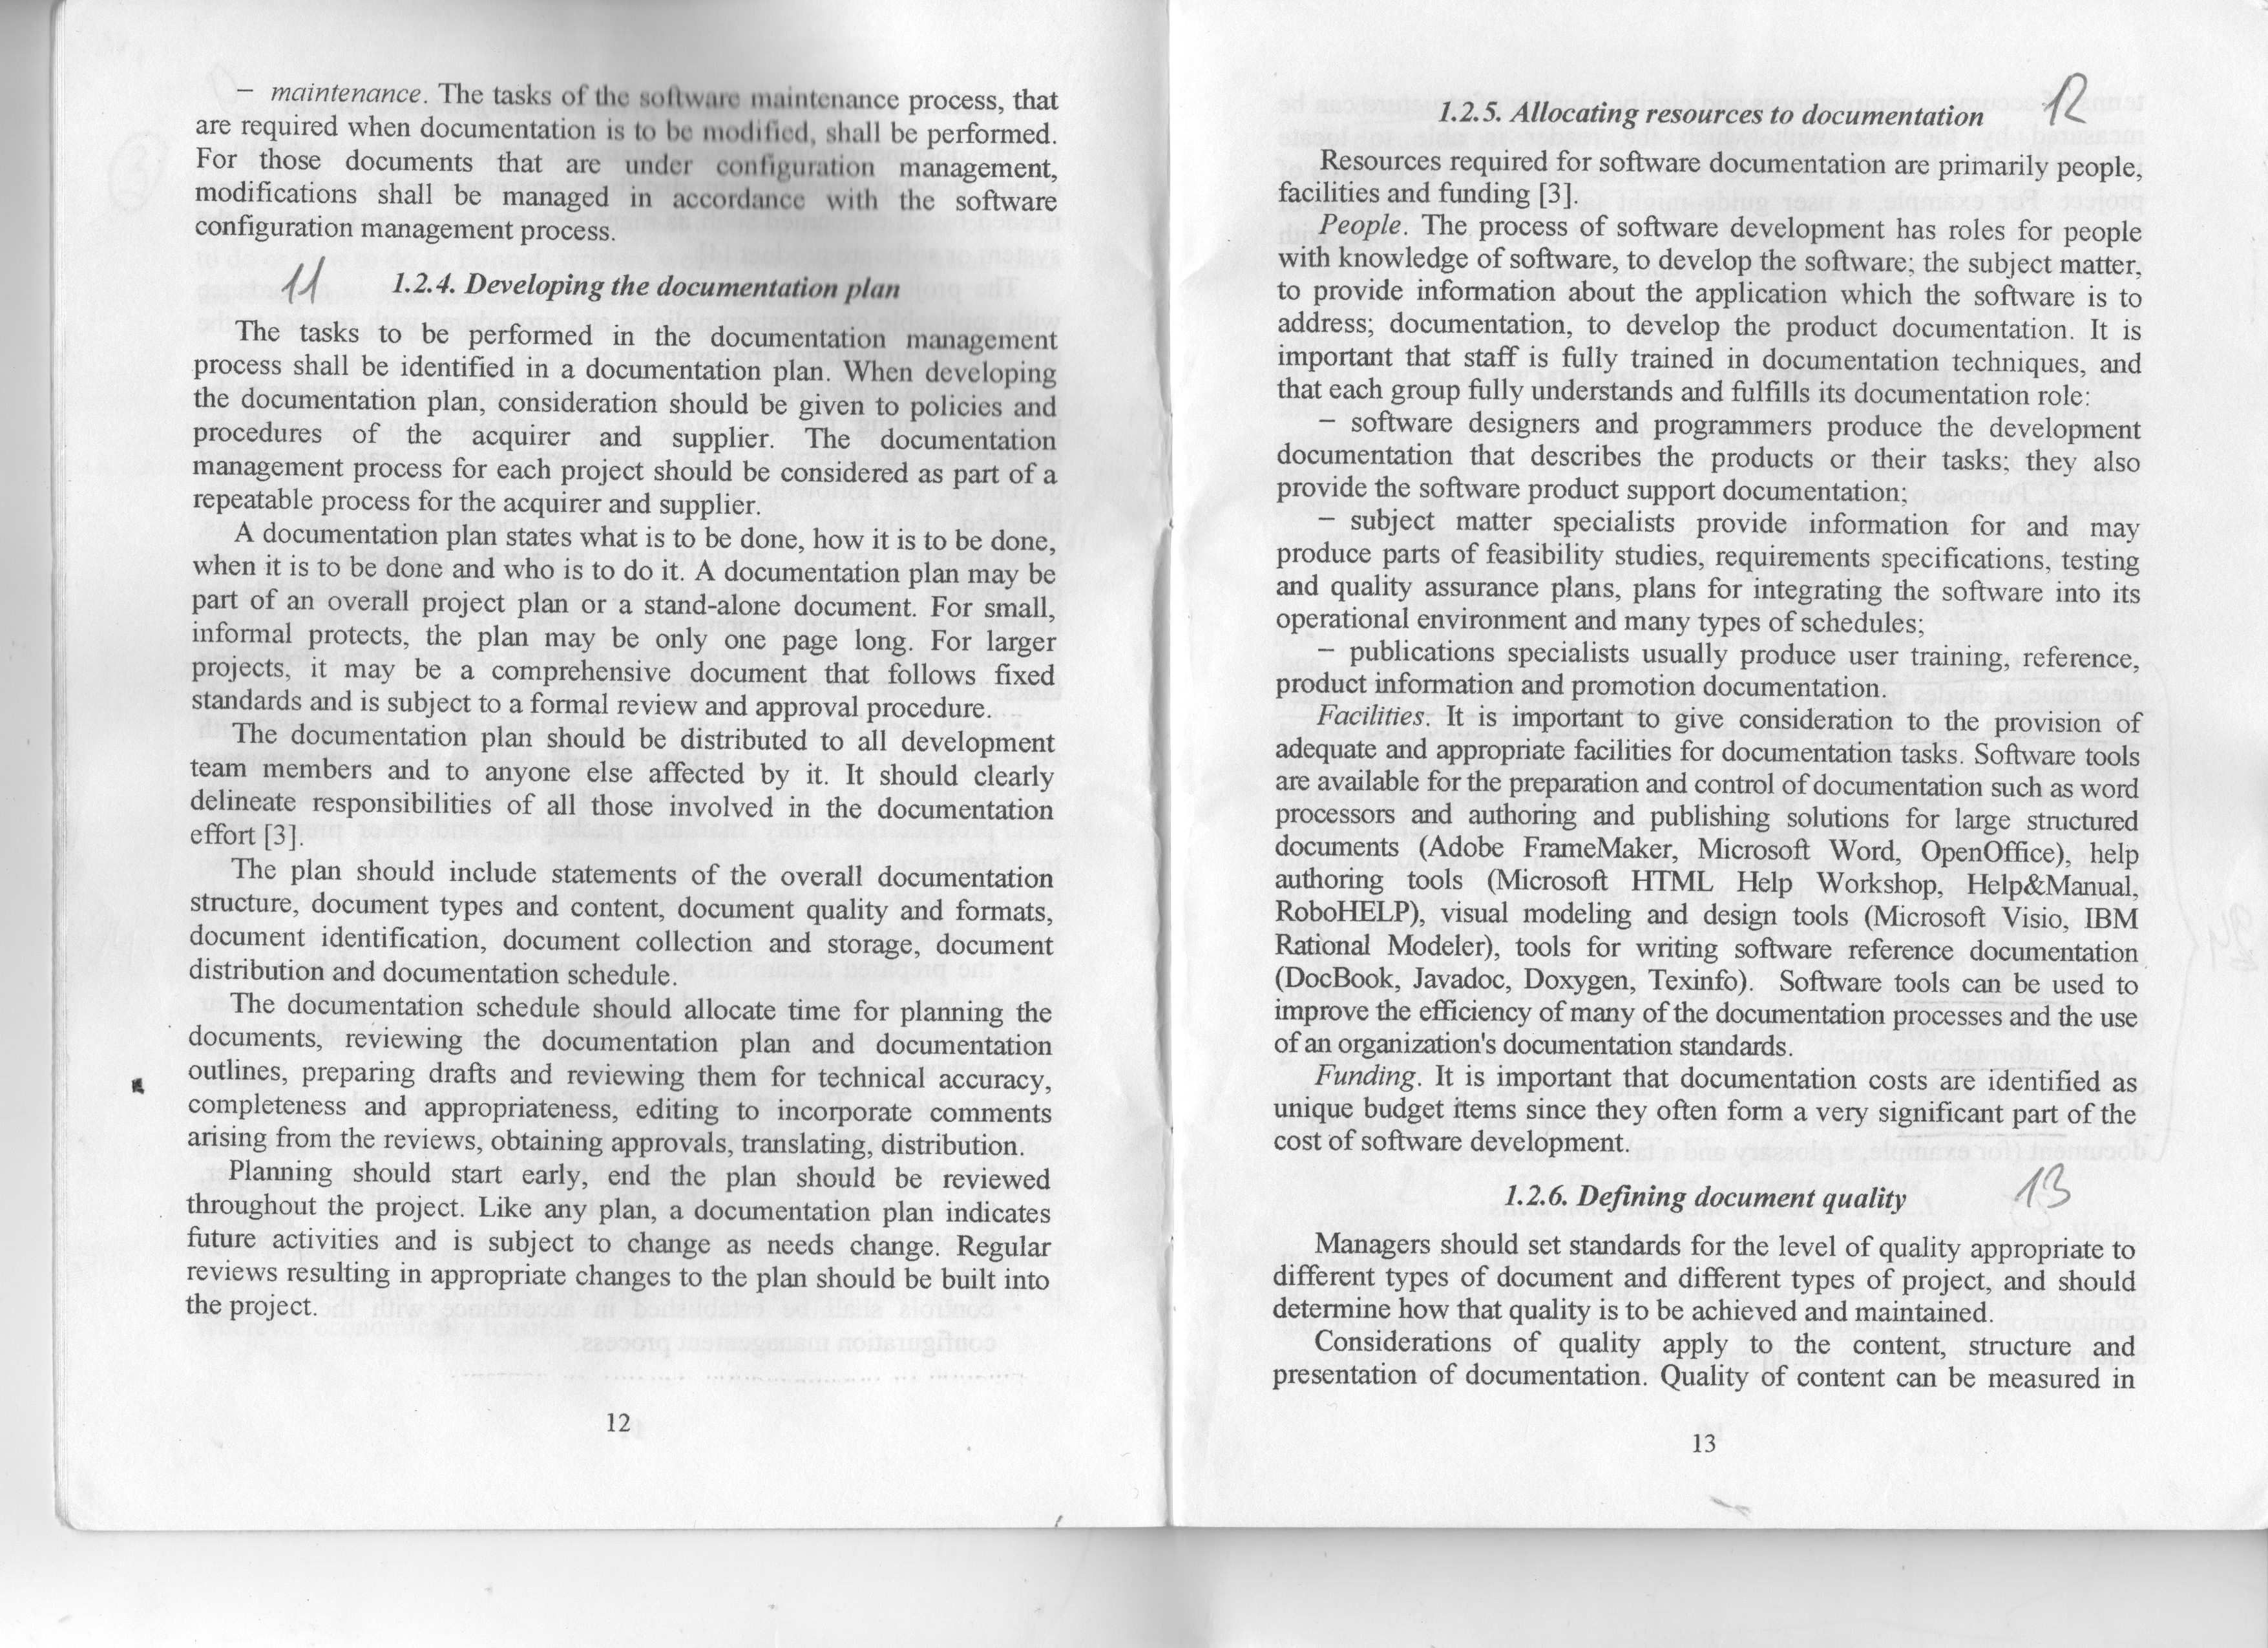 – maintenance. The tasks of the software maintenance process, that
are required when documentation is to be modified, shall be performed.
For those documents that are under configuration management,
modifications shall be managed in accordance with the software
configuration management process.
11
1.2.4. Developing the documentation plan
The tasks to be performed in the documentation management
process shall be identified in a documentation plan. When developing
the documentation plan, consideration should be given to policies and
procedures of the acquirer and supplier. The documentation
management process for each project should be considered as part of a
repeatable process for the acquirer and supplier.
A documentation plan states what is to be done, how it is to be done,
when it is to be done and who is to do it. A documentation plan may be
part of an overall project plan or a stand-alone document. For small,
informal protects, the plan may be only one page long. For larger
projects, it may be a comprehensive document that follows fixed
standards and is subject to a formal review and approval procedure.
The documentation plan should be distributed to all development
team members and to anyone else affected by it. It should clearly
delineate responsibilities of all those involved in the documentation
effort [3].
The plan should include statements of the overall documentation
structure, document types and content, document quality and formats,
document identification, document collection and storage, document
distribution and documentation schedule.
The documentation schedule should allocate time for planning the
documents, reviewing the documentation plan and documentation
outlines, preparing drafts and reviewing them for technical accuracy,
completeness and appropriateness, editing to incorporate comments
arising from the reviews, obtaining approvals, translating, distribution.
Planning should start early, end the plan should be reviewed
throughout the project. Like any plan, a documentation plan indicates
future activities and is subject to change as needs change. Regular
reviews resulting in appropriate changes to the plan should be built into
the project.
12
1.2.5. Allocating resources to documentation
12
Resources required for software documentation are primarily people,
facilities and funding [3].
People. The process of software development has roles for people
with knowledge of software, to develop the software; the subject matter,
to provide information about the application which the software is to
address; documentation, to develop the product documentation. It is
important that staff is fully trained in documentation techniques, and
that each group fully understands and fulfills its documentation role:
– software designers and programmers produce the development
documentation that describes the products or their tasks; they also
provide the software product support documentation;
– subject matter specialists provide information for and may
produce parts of feasibility studies, requirements specifications, testing
and quality assurance plans, plans for integrating the software into its
operational environment and many types of schedules;
– publications specialists usually produce user training, reference,
product information and promotion documentation.
Facilities. It is important to give consideration to the provision of
adequate and appropriate facilities for documentation tasks. Software tools
are available for the preparation and control of documentation such as word
processors and authoring and publishing solutions for large structured
documents (Adobe FrameMaker, Microsoft Word, OpenOffice), help
authoring tools (Microsoft HTML Help Workshop, Help&Manual,
RoboHELP), visual modeling and design tools (Microsoft Visio, IBM
Rational Modeler), tools for writing software reference documentation
(DocBook, Javadoc, Doxygen, Texinfo). Software tools can be used to
improve the efficiency of many of the documentation processes and the use
of an organization's documentation standards.
Funding. It is important that documentation costs are identified as
unique budget items since they often form a very significant part of the
cost of software development.
1.2.6. Defining document quality
13
Managers should set standards for the level of quality appropriate to
different types of document and different types of project, and should
determine how that quality is to be achieved and maintained.
Considerations of quality apply to the content, structure and
presentation of documentation. Quality of content can be measured in
13